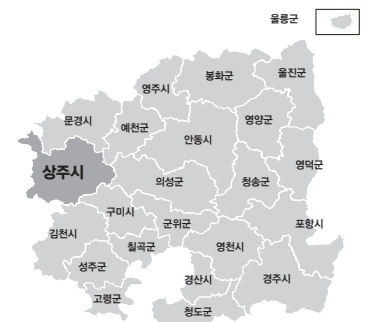 울릉군
봉화군
울진군
영주시
문경시
예천군
영양군
안동시
상주시
영덕군
의성군
청송군
구미시
군위군
포항시
김천시
칠곡군
영천시
성주군
경산시
경주시
고령군
청도군